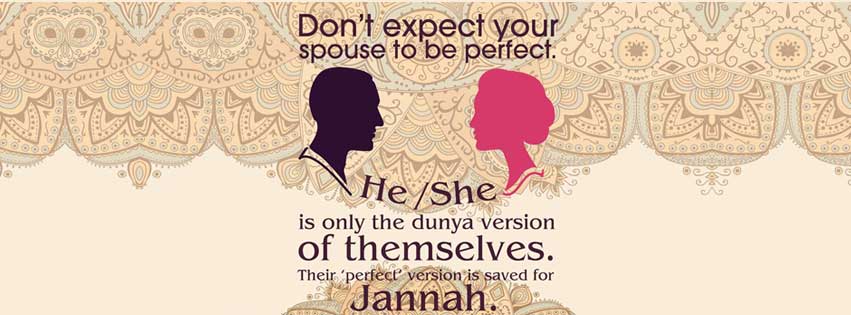 Don't expect your
spouse to be perfect.
He/She
is only the dunya version
of themselves.
Their 'perfect' version is saved for
Jannah.